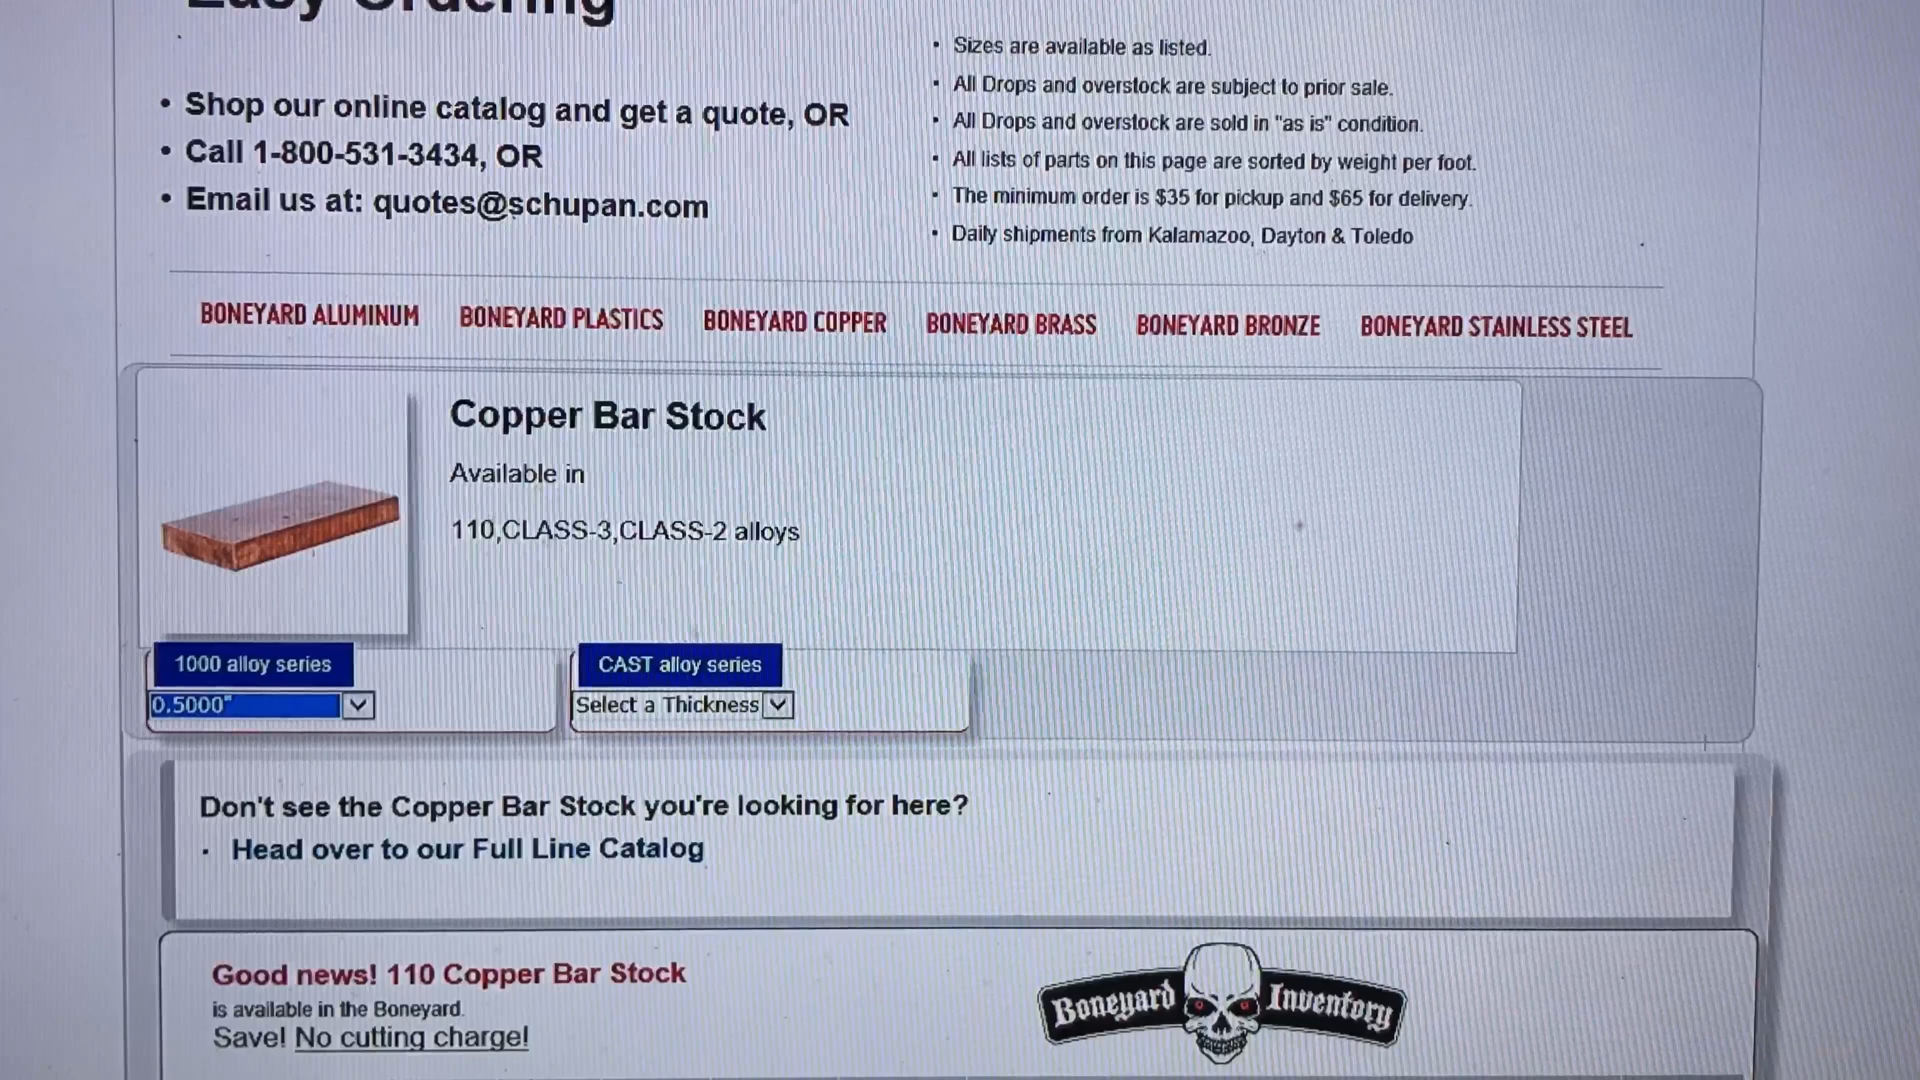 Easy Ordering
• Shop our online catalog and get a quote, OR
• Call 1-800-531-3434, OR
• Email us at: quotes@schupan.com
• Sizes are available as listed.
• All Drops and overstock are subject to prior sale.
• All Drops and overstock are sold in "as is" condition.
• All lists of parts on this page are sorted by weight per foot.
• The minimum order is $35 for pickup and $65 for delivery.
• Daily shipments from Kalamazoo, Dayton & Toledo
BONEYARD ALUMINUM BONEYARD PLASTICS BONEYARD COPPER BONEYARD BRASS BONEYARD BRONZE BONEYARD STAINLESS STEEL
Copper Bar Stock
Available in
110,CLASS-3,CLASS-2 alloys
1000 alloy series
0.5000"
CAST alloy series
Select a Thickness
Don't see the Copper Bar Stock you're looking for here?
• Head over to our Full Line Catalog
Good news! 110 Copper Bar Stock
is available in the Boneyard.
Save! No cutting charge!
Boneyard Inventory